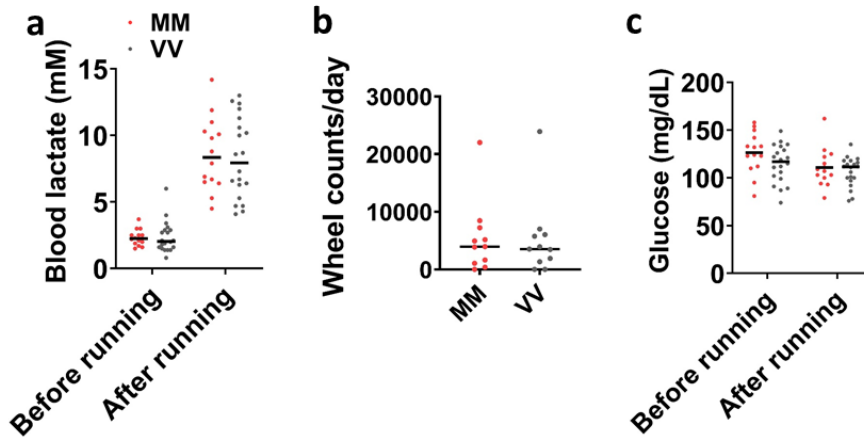 a
MM
VV
Blood lactate (mM)
15
10
5
0
Before running
After running
b
Wheel counts/day
30000
20000
10000
0
MM
VV
c
Glucose (mg/dL)
200
150
100
50
0
Before running
After running